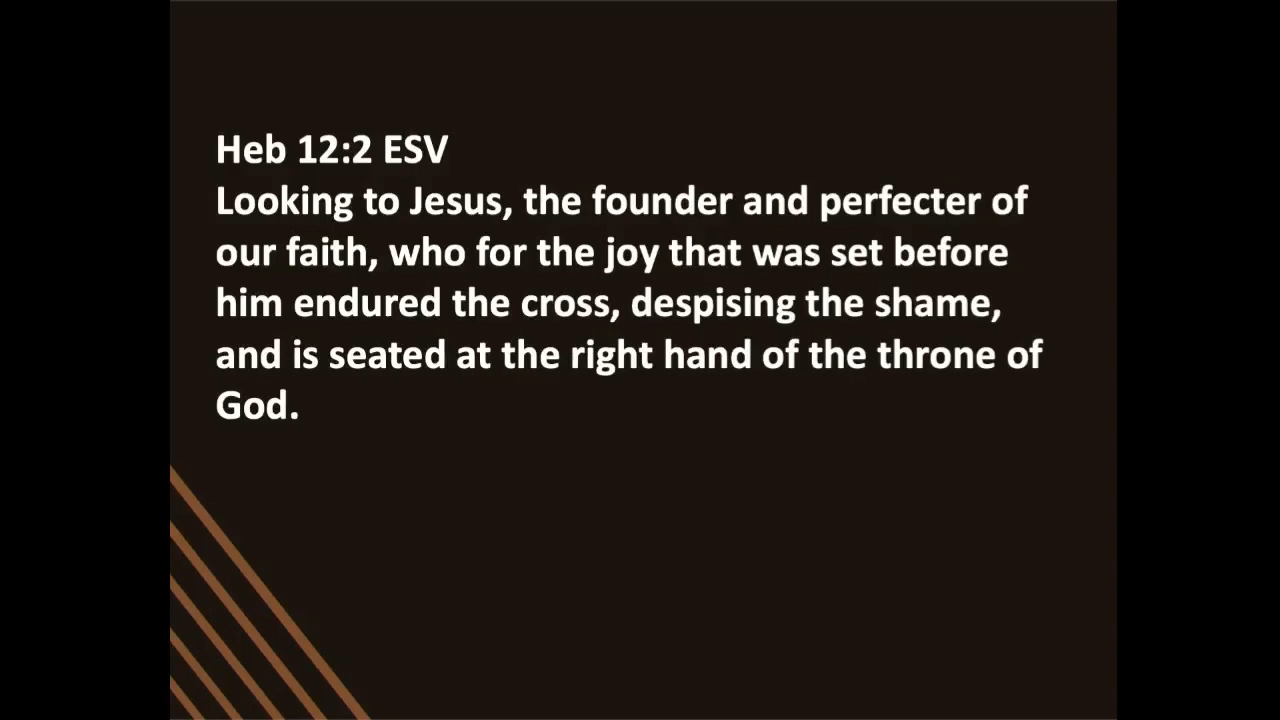 Heb 12:2 ESV
Looking to Jesus, the founder and perfecter of
our faith, who for the joy that was set before
him endured the cross, despising the shame,
and is seated at the right hand of the throne of
God.